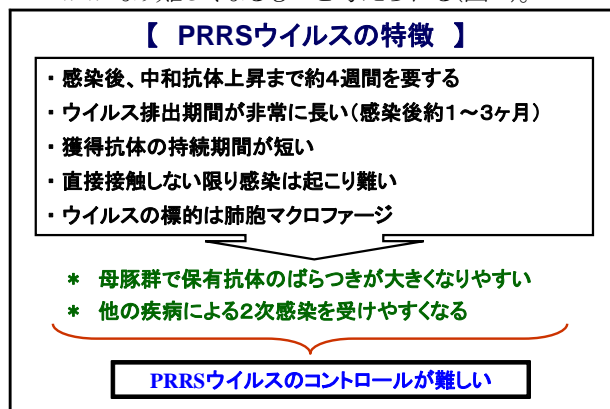 【 PRRSウイルスの特徴 】
・ 感染後、中和抗体上昇まで約4週間を要する
・ ウイルス排出期間が非常に長い（感染後約1～3ヶ月）
・ 獲得抗体の持続期間が短い
・ 直接接触しない限り感染は起こり難い
・ ウイルスの標的は肺胞マクロファージ
＊ 母豚群で保有抗体のばらつきが大きくなりやすい
＊ 他の疾病による2次感染を受けやすくなる
PRRSウイルスのコントロールが難しい